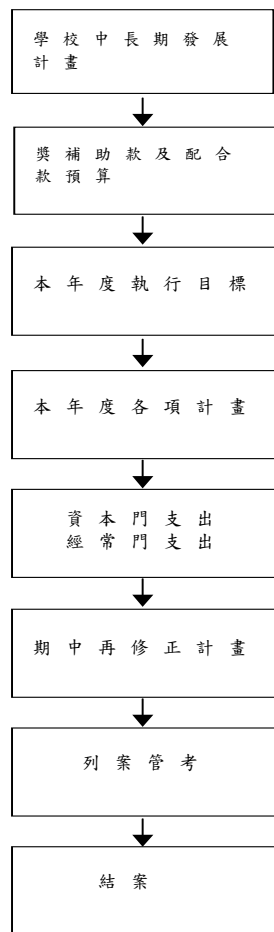 學校中長期發展
計畫
獎補助款及配合
款預算
本年度執行目標
本年度各項計畫
資本門支出
經常門支出
期中再修正計畫
列案管考
結案